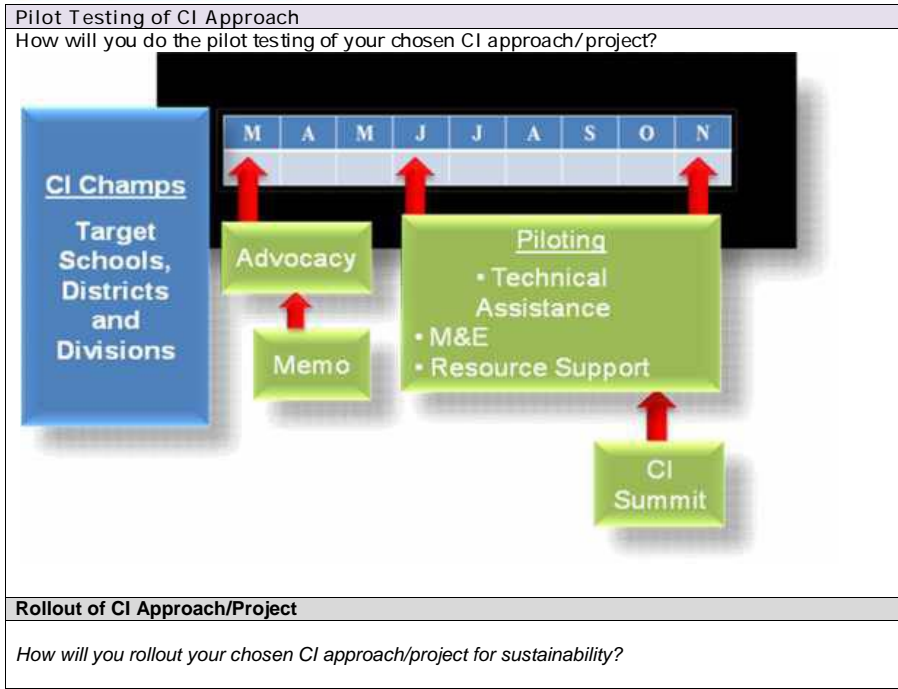 Pilot Testing of CI Approach
How will you do the pilot testing of your chosen CI approach/project?
M A M J J A S O N
CI Champs
Target
Schools,
Districts
and
Divisions
Advocacy
Memo
Piloting
• Technical
Assistance
• M&E
• Resource Support
CI
Summit
Rollout of CI Approach/Project
How will you rollout your chosen CI approach/project for sustainability?